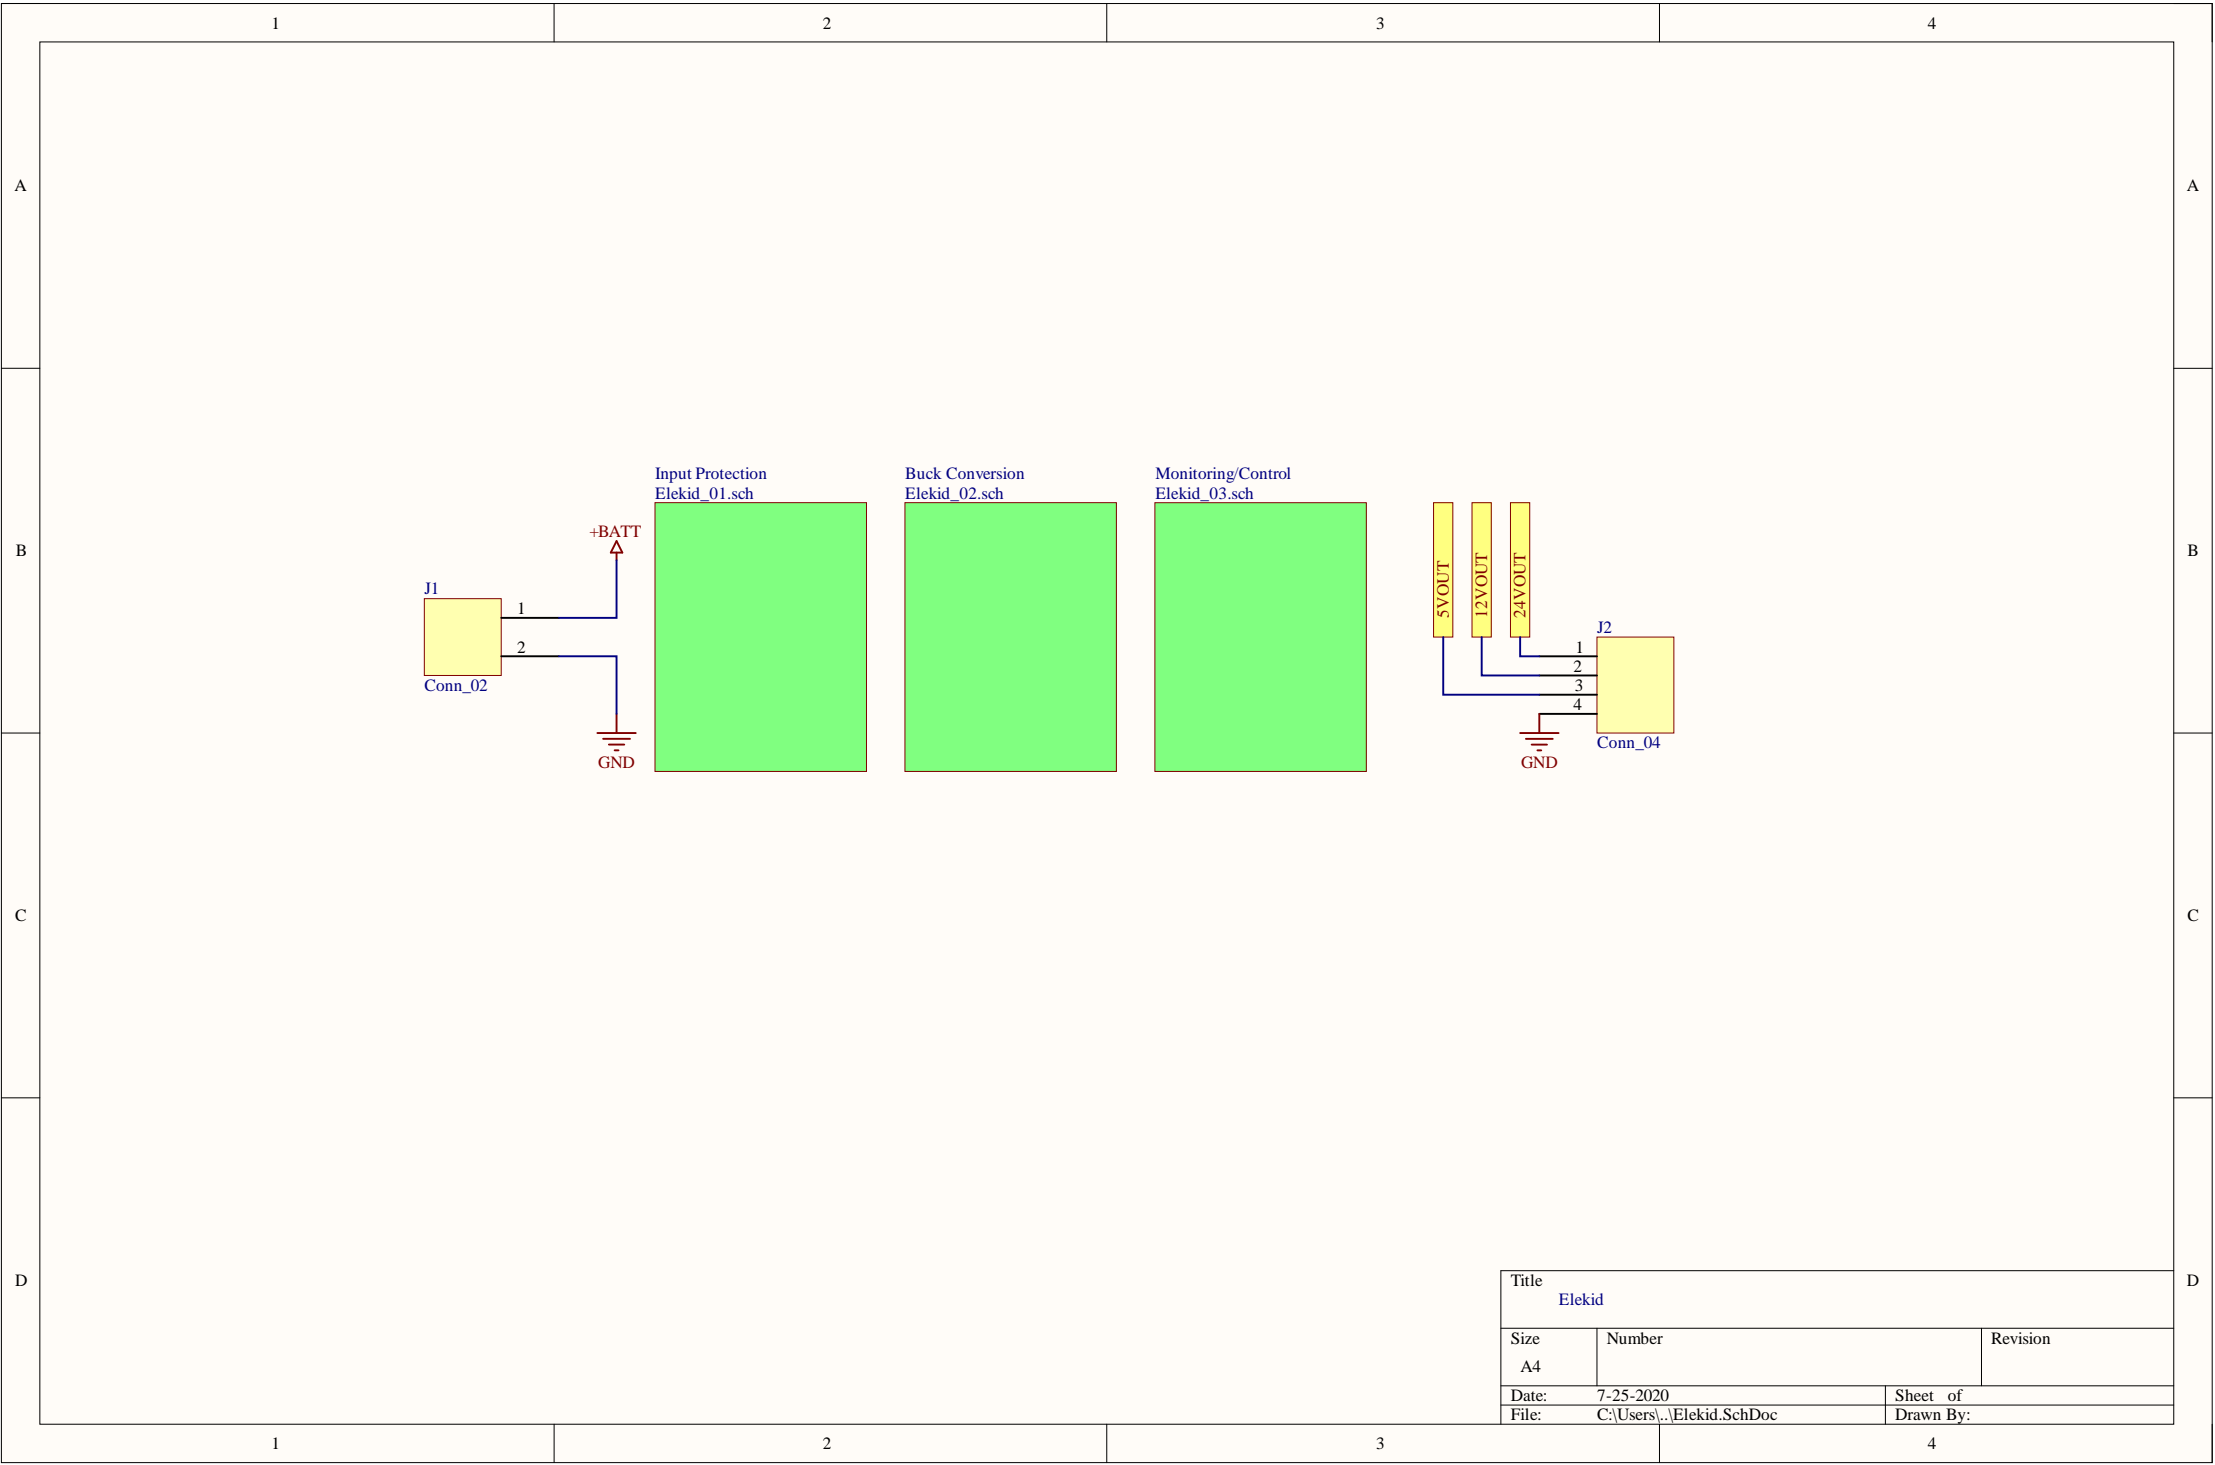 1 2 3 4
A A
Input Protection
Elekid_01.sch
Buck Conversion
Elekid_02.sch
Monitoring/Control
Elekid_03.sch
+BATT
B B
5VOUT
12VOUT
24VOUT
J1
1
2
Conn_02
GND
J2
1
2
3
4
Conn_04
GND
C C
D D
Title
Elekid
Size
A4
Number
Revision
Date: 7-25-2020
Sheet of
File: C:\Users\..\Elekid.SchDoc
Drawn By:
1 2 3 4